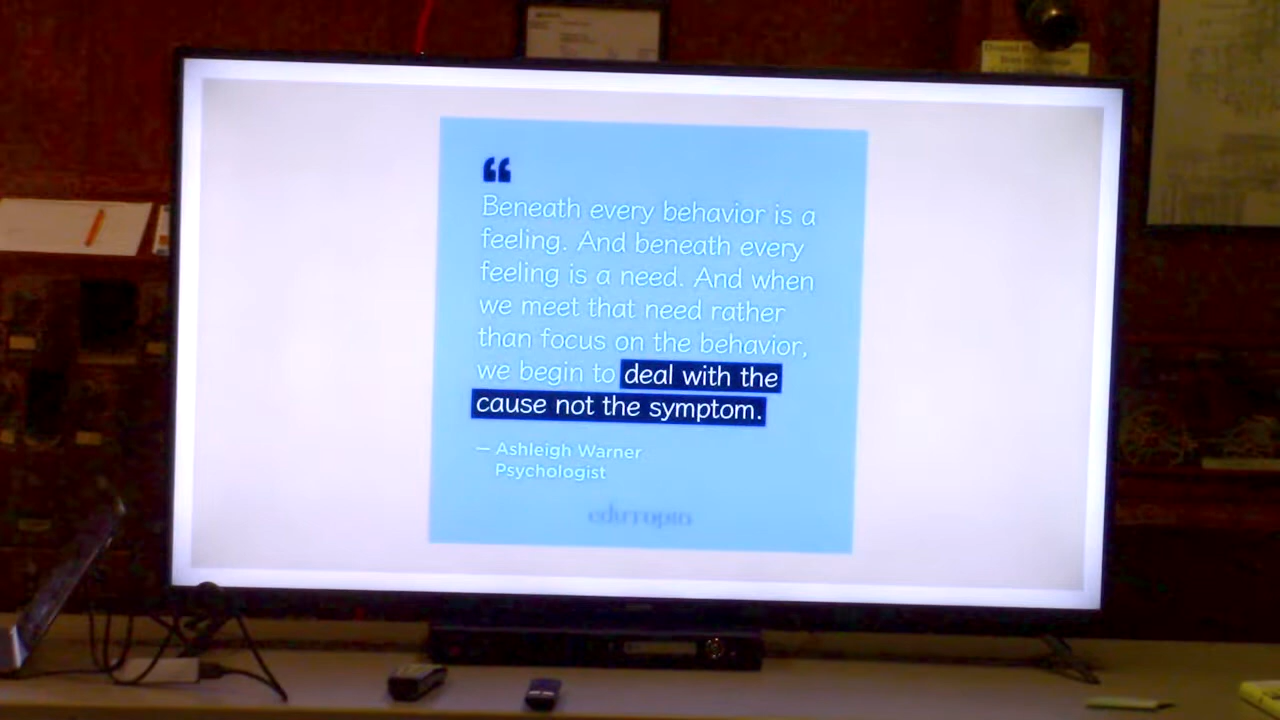 “
Beneath every behavior is a
feeling. And beneath every
feeling is a need. And when
we meet that need rather
than focus on the behavior,
we begin to deal with the
cause not the symptom.
— Ashleigh Warner
Psychologist
edutopia